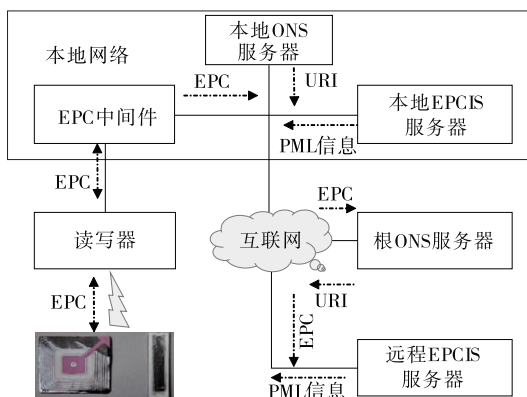 本地ONS
服务器
本地网络
EPC
URI
EPC中间件
本地EPCIS
服务器
PML信息
EPC
EPC
读写器
互联网
根ONS服务器
URI
EPC
EPC
远程EPCIS
服务器
PML信息